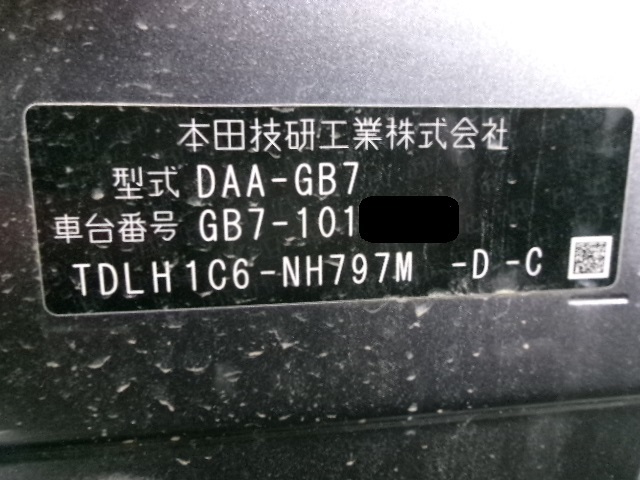 本田技研工業株式会社
型式 DAA-GB7
車台番号 GB7-101
TDLH1C6-NH797M -D-C